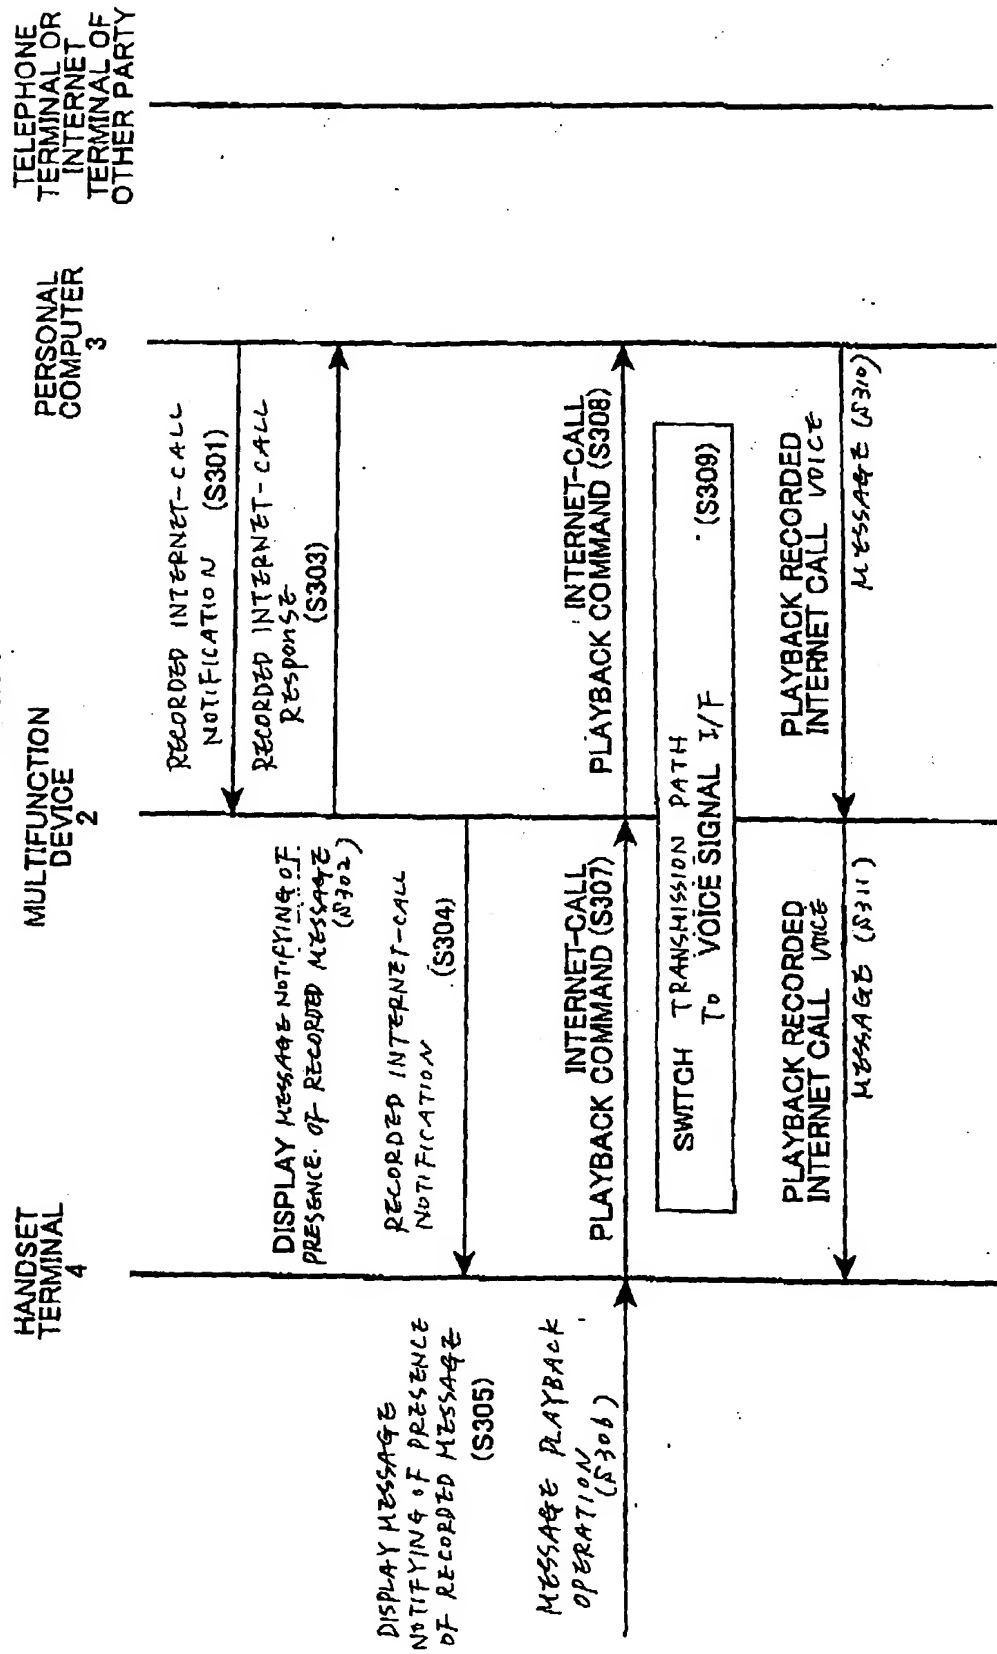 HANDSET
TERMINAL
4
MULTIFUNCTION
DEVICE
2
PERSONAL
COMPUTER
3
TELEPHONE
TERMINAL OR
INTERNET
TERMINAL OF
OTHER PARTY
RECORDED INTERNET-CALL
NOTIFICATION (S301)
RECORDED INTERNET-CALL
RESPONSE
(S303)
DISPLAY MESSAGE NOTIFYING OF
PRESENCE OF RECORDED MESSAGE
(S302)
RECORDED INTERNET-CALL
NOTIFICATION (S304)
DISPLAY MESSAGE
NOTIFYING OF PRESENCE
OF RECORDED MESSAGE
(S305)
MESSAGE PLAYBACK
OPERATION
(S306)
INTERNET-CALL
PLAYBACK COMMAND (S307)
INTERNET-CALL
PLAYBACK COMMAND (S308)
SWITCH TRANSMISSION PATH
TO VOICE SIGNAL I/F (S309)
PLAYBACK RECORDED
INTERNET CALL VOICE
MESSAGE (S310)
PLAYBACK RECORDED
INTERNET CALL VOICE
MESSAGE (S311)